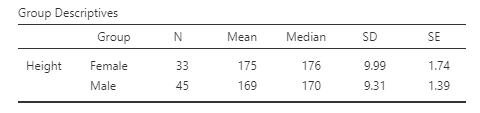 Group Descriptives
Group N Mean Median SD SE
Height Female 33 175 176 9.99 1.74
Male 45 169 170 9.31 1.39